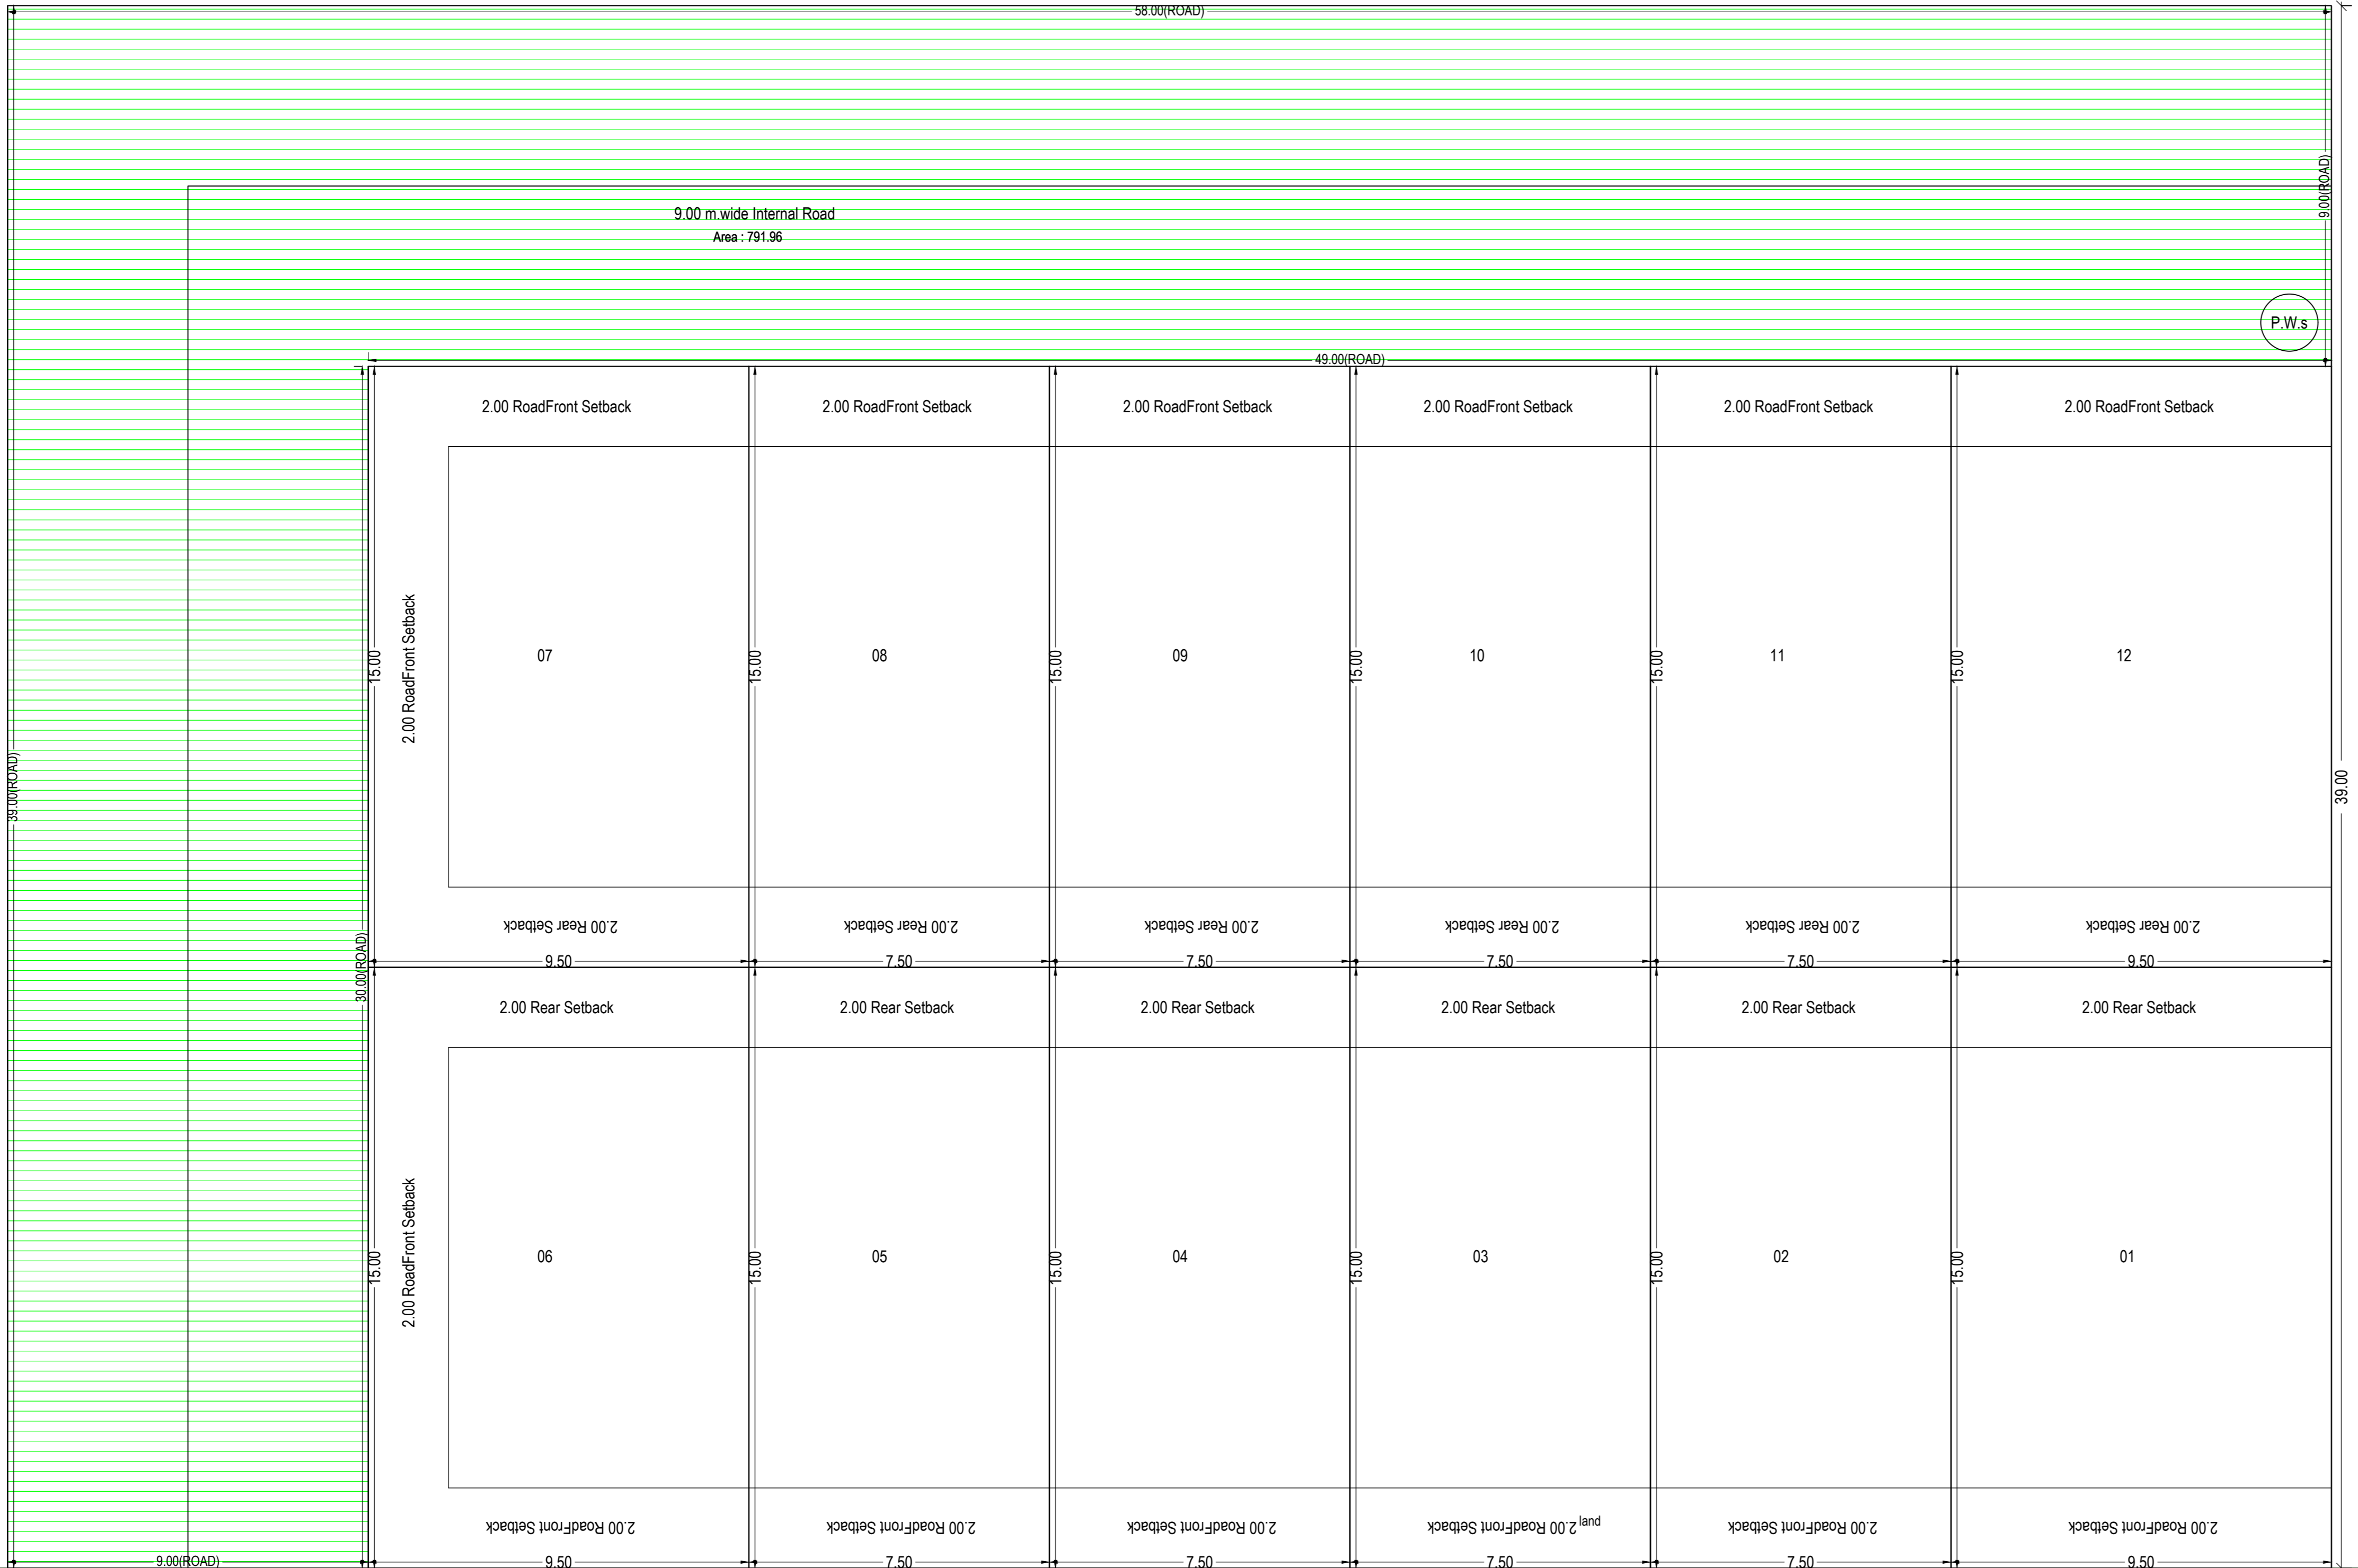 58.00(ROAD)
9.00(ROAD)
9.00 m.wide Internal Road
Area : 791.96
P.W.s
49.00(ROAD)
2.00 RoadFront Setback
2.00 RoadFront Setback
2.00 RoadFront Setback
2.00 RoadFront Setback
2.00 RoadFront Setback
2.00 RoadFront Setback
39.00(ROAD)
15.00
2.00 RoadFront Setback
07
15.00
08
15.00
09
15.00
10
15.00
11
15.00
12
39.00
2.00 Rear Setback
2.00 Rear Setback
2.00 Rear Setback
2.00 Rear Setback
2.00 Rear Setback
2.00 Rear Setback
30.00(ROAD)
9.50
7.50
7.50
7.50
7.50
9.50
2.00 Rear Setback
2.00 Rear Setback
2.00 Rear Setback
2.00 Rear Setback
2.00 Rear Setback
2.00 Rear Setback
15.00
2.00 RoadFront Setback
06
15.00
05
15.00
04
15.00
03
15.00
02
15.00
01
2.00 RoadFront Setback
2.00 RoadFront Setback
2.00 RoadFront Setback
2.00 RoadFront Setback
land
2.00 RoadFront Setback
2.00 RoadFront Setback
9.00(ROAD)
9.50
7.50
7.50
7.50
7.50
9.50